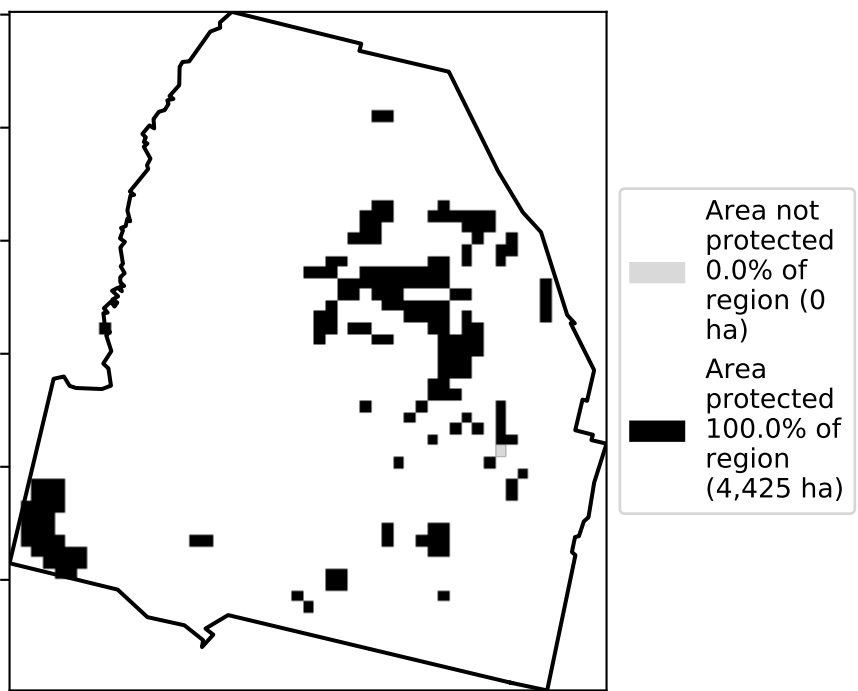 Area not
protected
0.0% of
region (0
ha)
Area
protected
100.0% of
region
(4,425 ha)